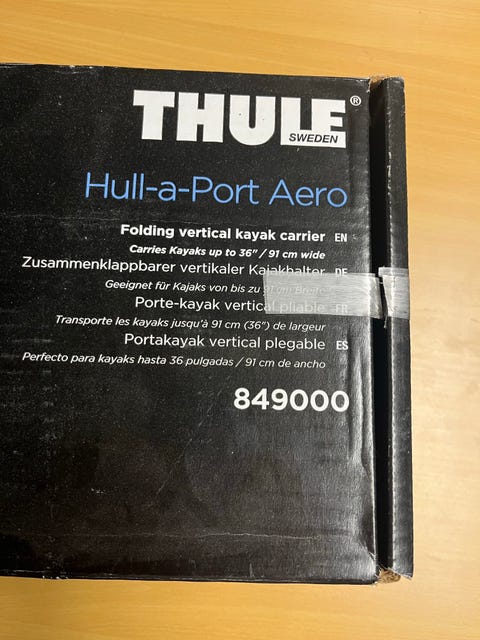 THULE®
SWEDEN
Hull-a-Port Aero
Folding vertical kayak carrier EN
Carries Kayaks up to 36" / 91 cm wide
Zusammenklappbarer vertikaler Kajakhalter DE
Geeignet für Kajaks von bis zu 91 cm Breite
Porte-kayak vertical pliable FR
Transporte les kayaks jusqu'à 91 cm (36") de largeur
Portakayak vertical plegable ES
Perfecto para kayaks hasta 36 pulgadas / 91 cm de ancho
849000